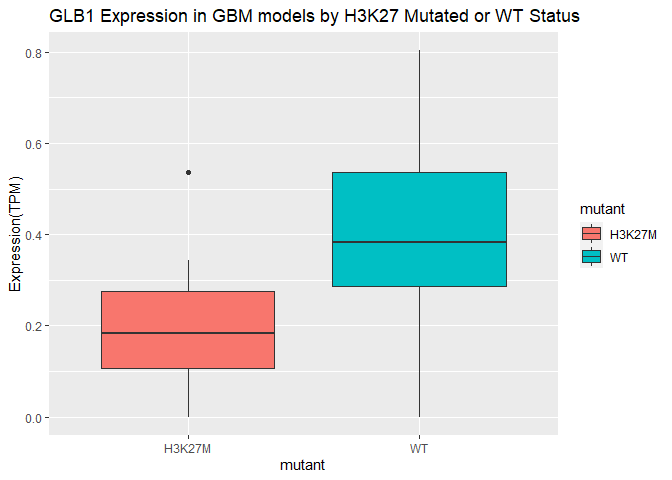 GLB1 Expression in GBM models by H3K27 Mutated or WT Status
Expression(TPM)
0.8
0.6
0.4
0.2
0.0
H3K27M
WT
mutant
mutant
H3K27M
WT